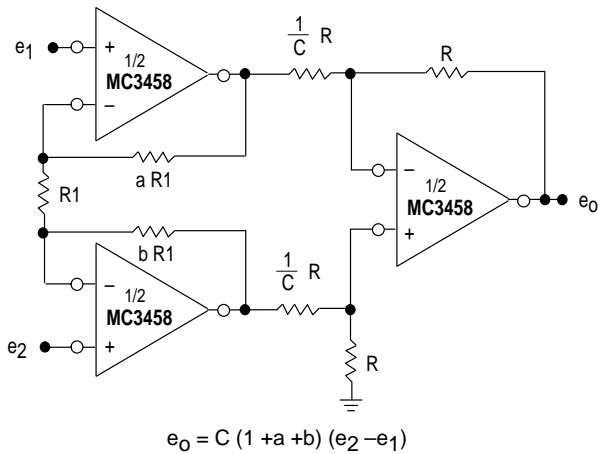 e1
+
1/2
MC3458
−
1/C R
R
a R1
R1
b R1
−
1/2
MC3458
+
eo
1/C R
−
1/2
MC3458
+
e2
R
eo = C (1 +a +b) (e2 –e1)